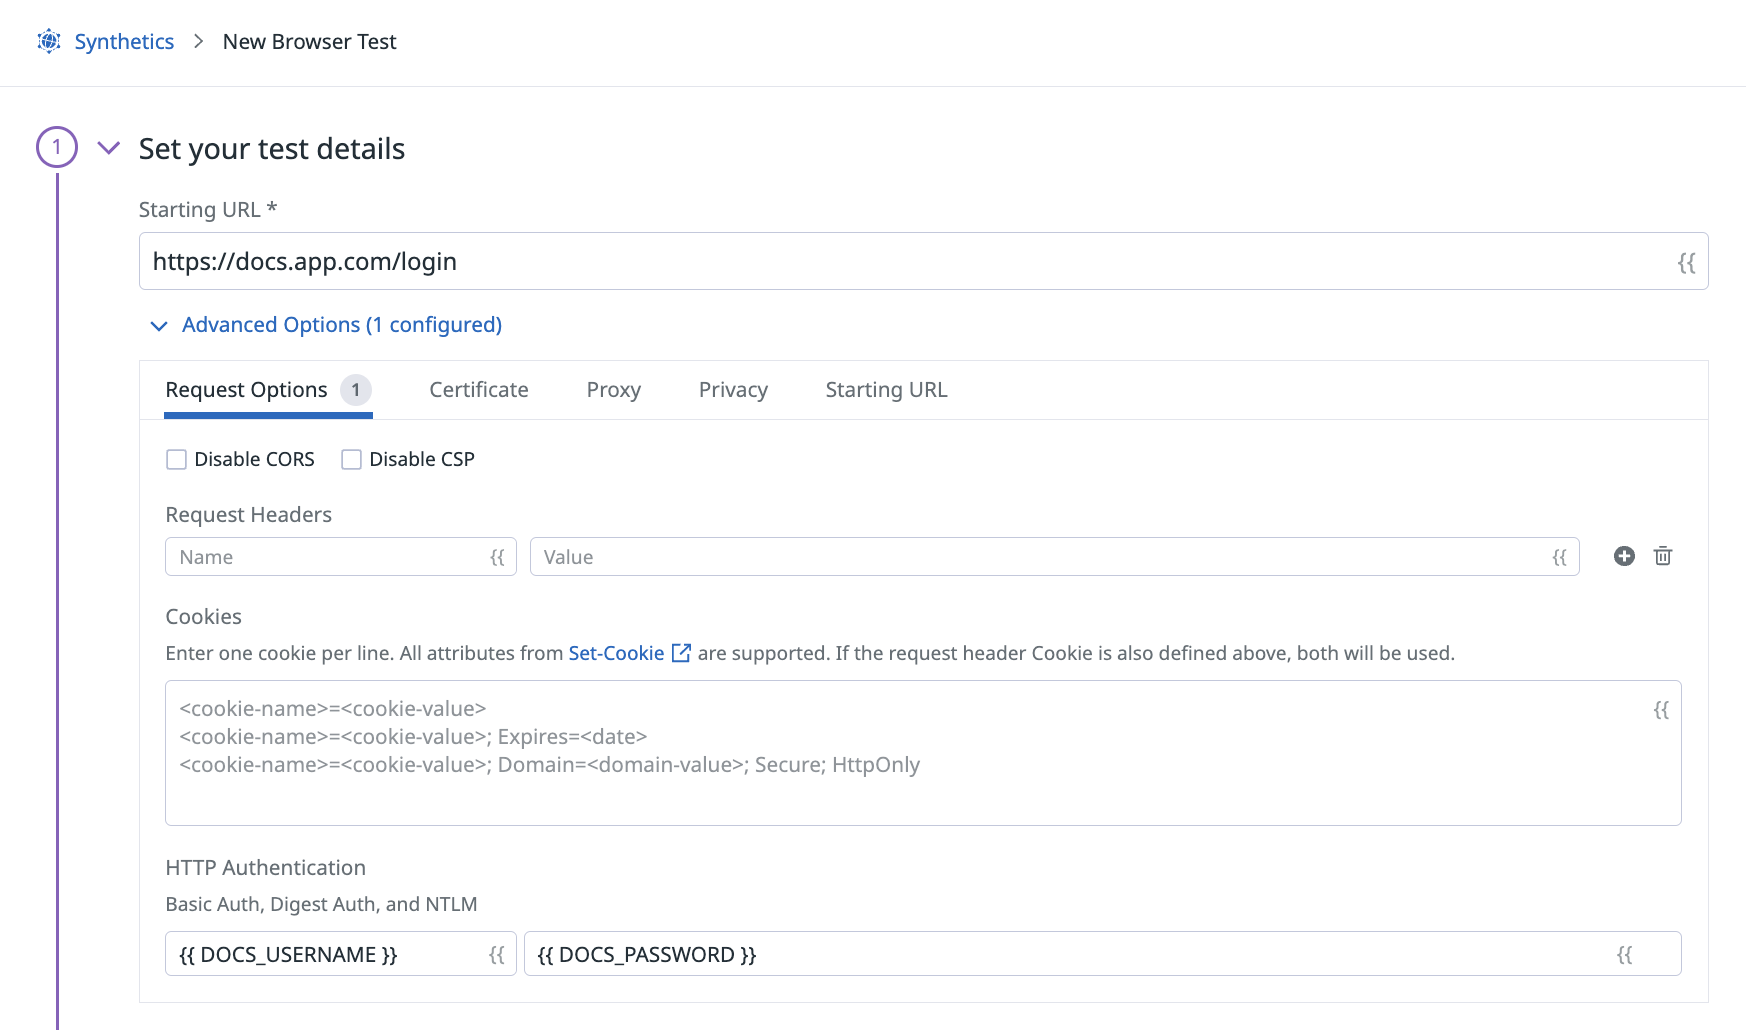 Synthetics > New Browser Test
1 Set your test details
Starting URL *
https://docs.app.com/login {{
Advanced Options (1 configured)
Request Options 1 Certificate Proxy Privacy Starting URL
Disable CORS Disable CSP
Request Headers
Name {{ Value {{
Cookies
Enter one cookie per line. All attributes from Set-Cookie are supported. If the request header Cookie is also defined above, both will be used.
<cookie-name>=<cookie-value> {{
<cookie-name>=<cookie-value>; Expires=<date>
<cookie-name>=<cookie-value>; Domain=<domain-value>; Secure; HttpOnly
HTTP Authentication
Basic Auth, Digest Auth, and NTLM
{{ DOCS_USERNAME }} {{ {{ DOCS_PASSWORD }} {{